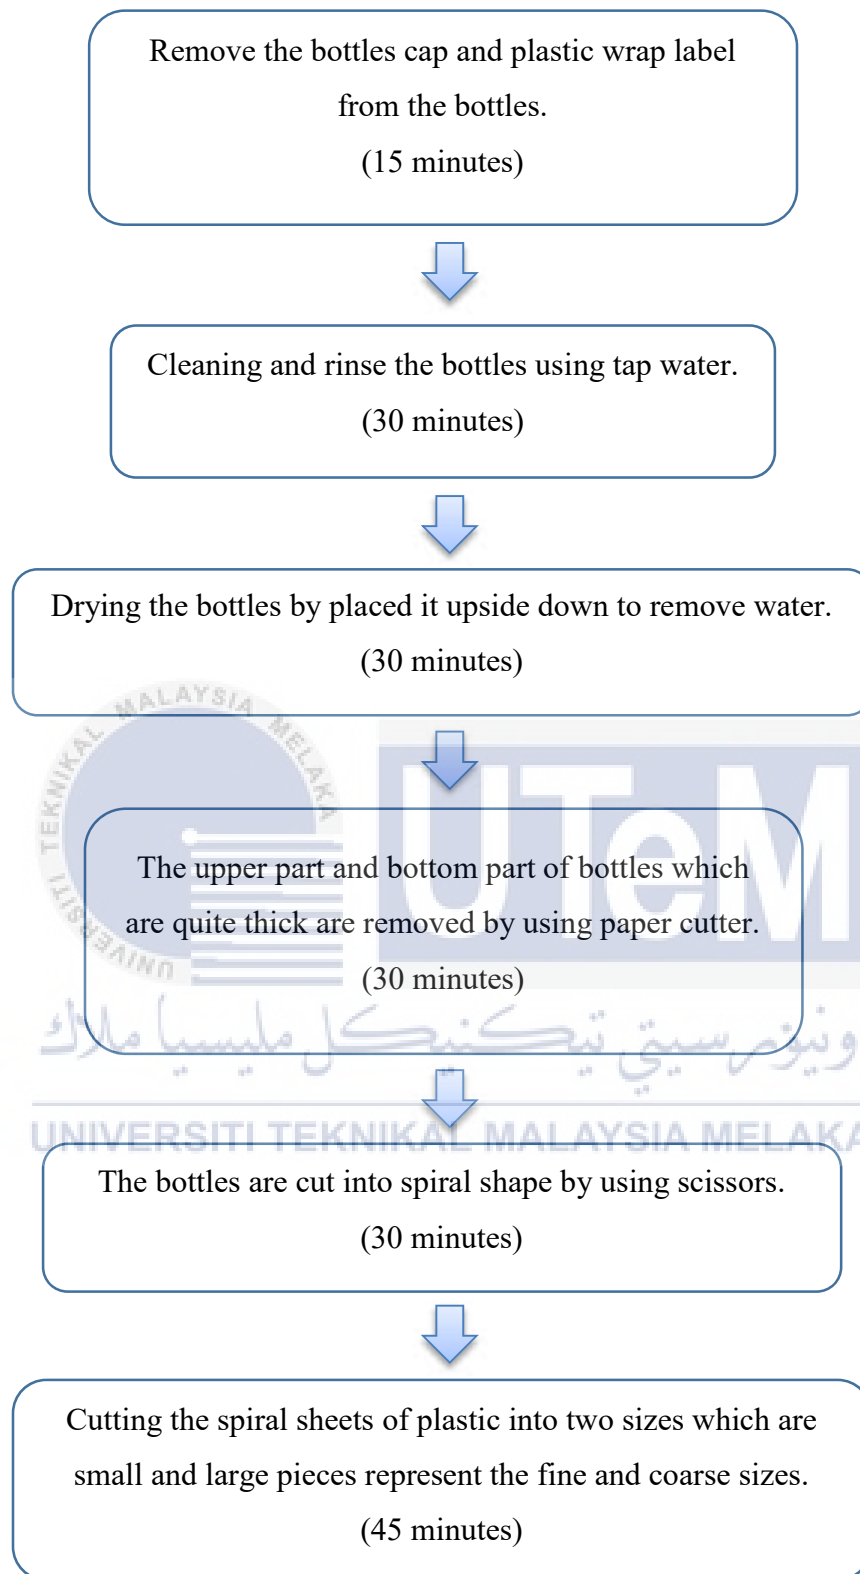 Remove the bottles cap and plastic wrap label
from the bottles.
(15 minutes)
Cleaning and rinse the bottles using tap water.
(30 minutes)
Drying the bottles by placed it upside down to remove water.
(30 minutes)
UNIVERSITI TEKNIKAL MALAYSIA MELAKA
UTeM
The upper part and bottom part of bottles which
are quite thick are removed by using paper cutter.
(30 minutes)
اونيۏرسيتي تيكنيكل مليسيا ملاك
UNIVERSITI TEKNIKAL MALAYSIA MELAKA
The bottles are cut into spiral shape by using scissors.
(30 minutes)
Cutting the spiral sheets of plastic into two sizes which are
small and large pieces represent the fine and coarse sizes.
(45 minutes)